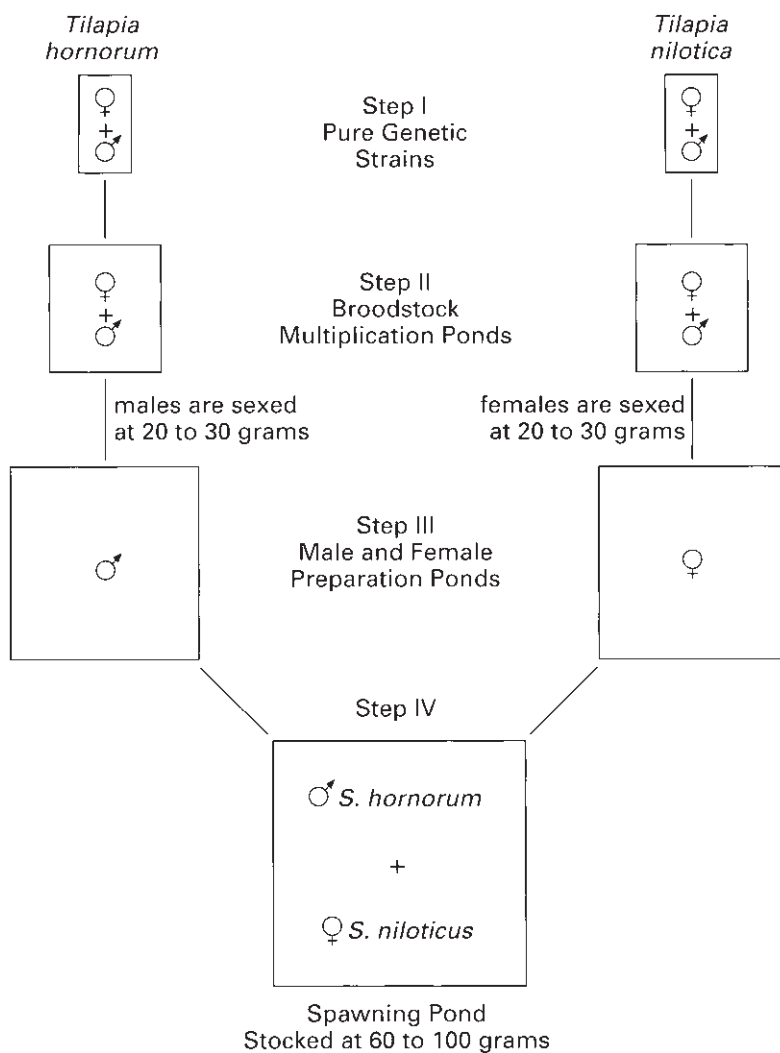 Tilapia
hornorum
Tilapia
nilotica
♀
+
♂
Step I
Pure Genetic
Strains
♀
+
♂
♀
+
♂
Step II
Broodstock
Multiplication Ponds
♀
+
♂
males are sexed
at 20 to 30 grams
females are sexed
at 20 to 30 grams
♂
Step III
Male and Female
Preparation Ponds
♀
Step IV
♂ S. hornorum
+
♀ S. niloticus
Spawning Pond
Stocked at 60 to 100 grams